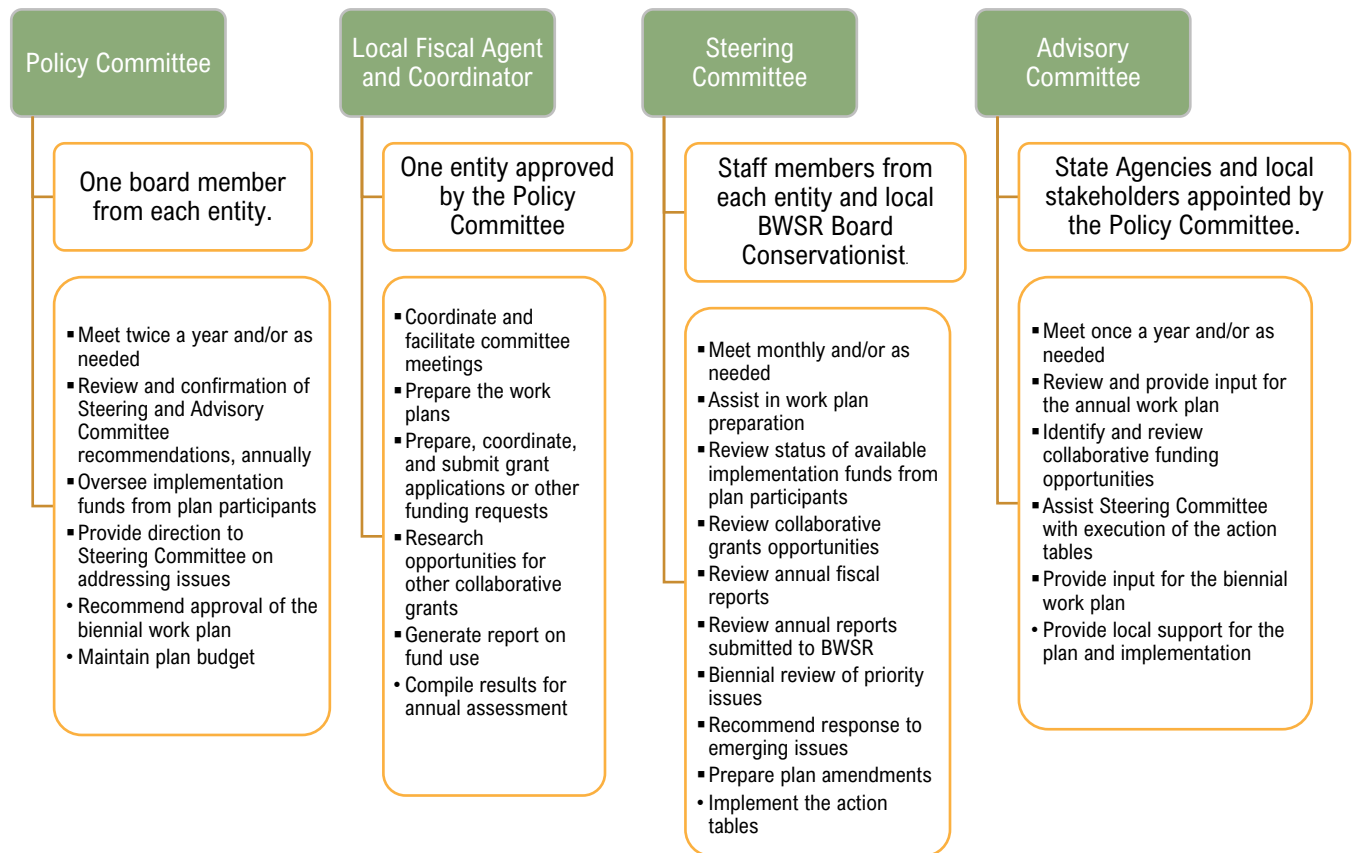 Policy Committee
One board member
from each entity.
▪ Meet twice a year and/or as
needed
▪ Review and confirmation of
Steering and Advisory
Committee
recommendations, annually
▪ Oversee implementation
funds from plan participants
▪ Provide direction to
Steering Committee on
addressing issues
• Recommend approval of the
biennial work plan
• Maintain plan budget
Local Fiscal Agent
and Coordinator
One entity approved
by the Policy
Committee
▪ Coordinate and
facilitate committee
meetings
▪ Prepare the work
plans
▪ Prepare, coordinate,
and submit grant
applications or other
funding requests
▪ Research
opportunities for
other collaborative
grants
▪ Generate report on
fund use
• Compile results for
annual assessment
Steering
Committee
Staff members from
each entity and local
BWSR Board
Conservationist.
▪ Meet monthly and/or as
needed
▪ Assist in work plan
preparation
▪ Review status of available
implementation funds from
plan participants
▪ Review collaborative
grants opportunities
▪ Review annual fiscal
reports
▪ Review annual reports
submitted to BWSR
▪ Biennial review of priority
issues
▪ Recommend response to
emerging issues
▪ Prepare plan amendments
• Implement the action
tables
Advisory
Committee
State Agencies and local
stakeholders appointed by
the Policy Committee.
▪ Meet once a year and/or as
needed
▪ Review and provide input for
the annual work plan
▪ Identify and review
collaborative funding
opportunities
▪ Assist Steering Committee
with execution of the action
tables
▪ Provide input for the biennial
work plan
• Provide local support for the
plan and implementation